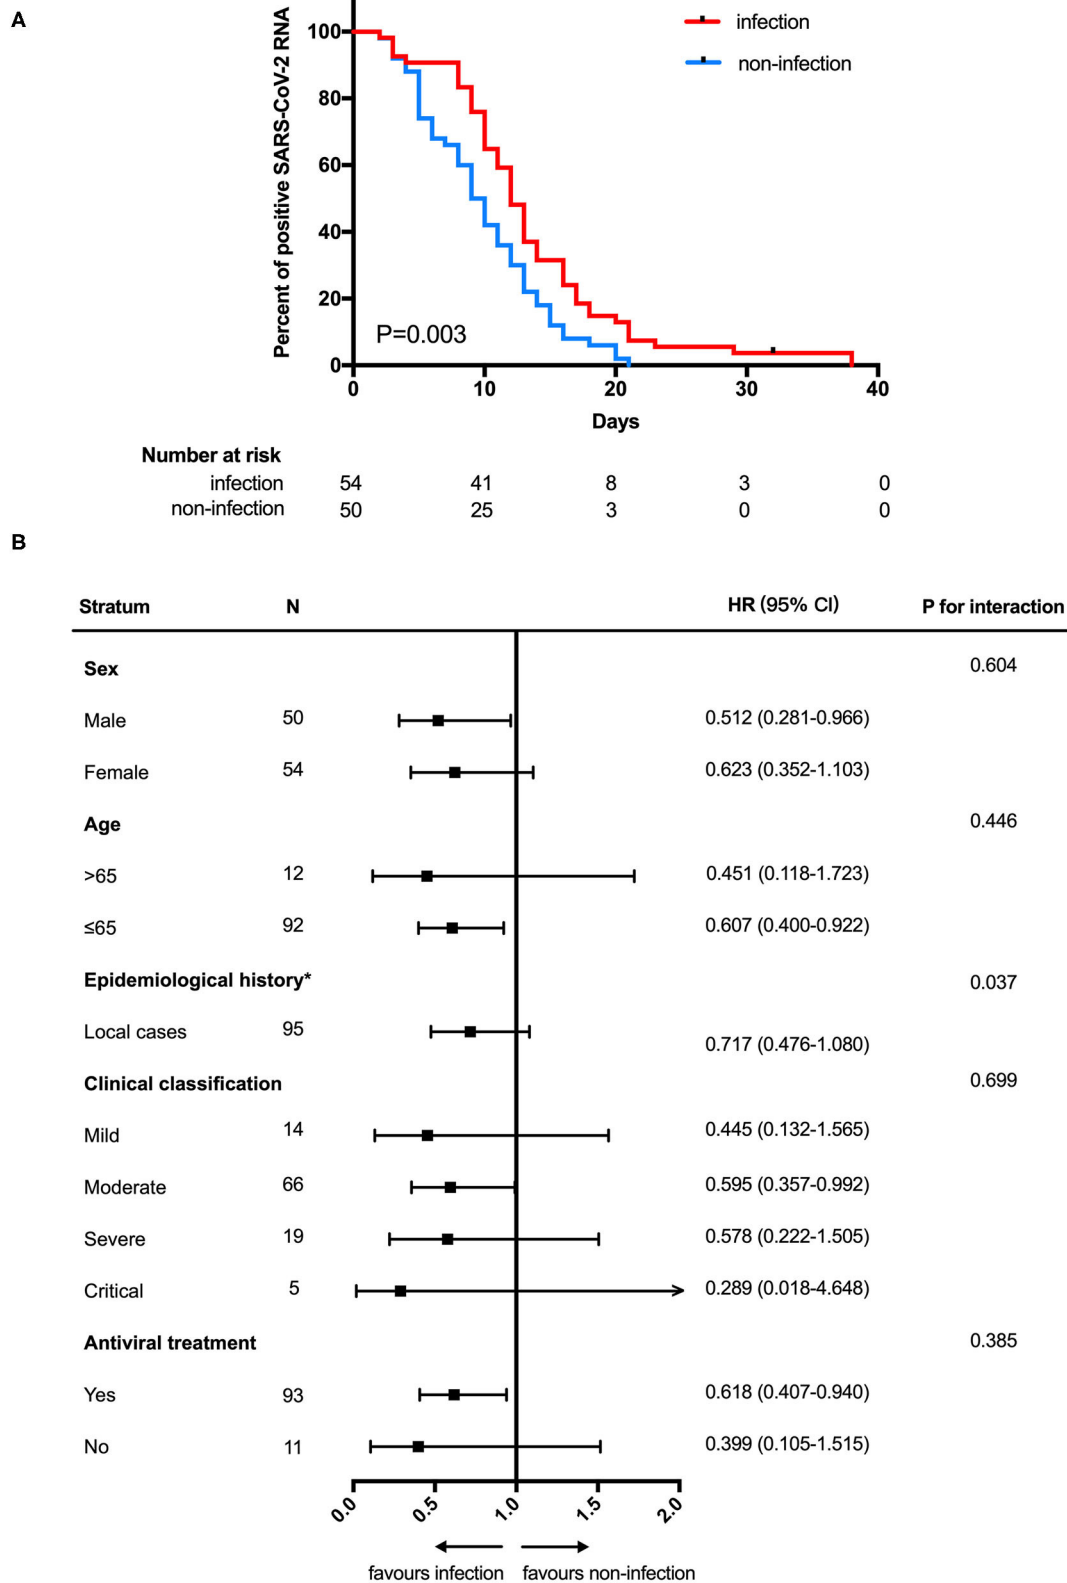 A
Percent of positive SARS-CoV-2 RNA
100
80
60
40
20
0
infection
non-infection
P=0.003
0 10 20 30 40
Days
Number at risk
infection 54 41 8 3 0
non-infection 50 25 3 0 0
B
Stratum N HR (95% CI) P for interaction
Sex 0.604
Male 50 0.512 (0.281-0.966)
Female 54 0.623 (0.352-1.103)
Age 0.446
>65 12 0.451 (0.118-1.723)
≤65 92 0.607 (0.400-0.922)
Epidemiological history* 0.037
Local cases 95 0.717 (0.476-1.080)
Clinical classification 0.699
Mild 14 0.445 (0.132-1.565)
Moderate 66 0.595 (0.357-0.992)
Severe 19 0.578 (0.222-1.505)
Critical 5 0.289 (0.018-4.648)
Antiviral treatment 0.385
Yes 93 0.618 (0.407-0.940)
No 11 0.399 (0.105-1.515)
0.0 0.5 1.0 1.5 2.0
favours infection favours non-infection